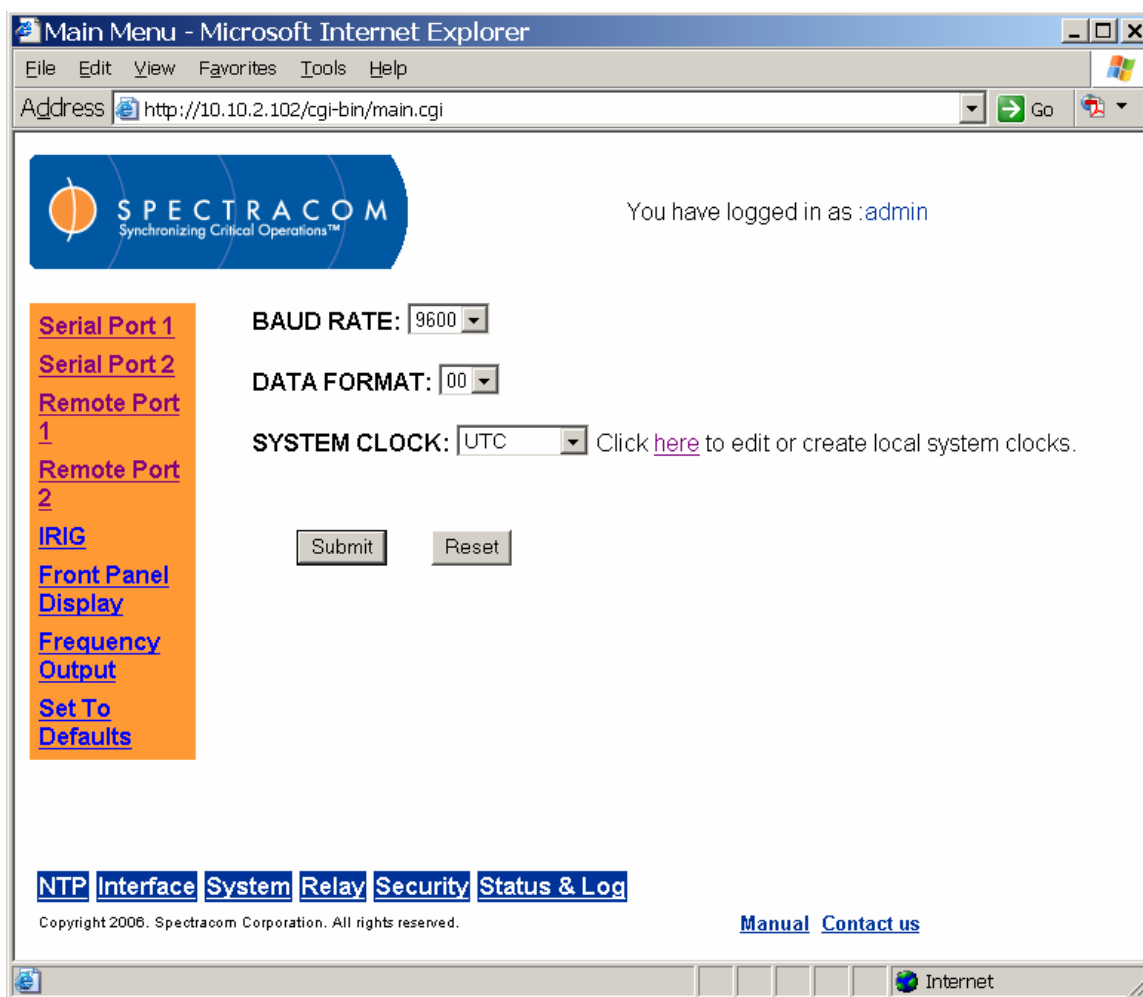 Main Menu - Microsoft Internet Explorer
File Edit View Favorites Tools Help
Address http://10.10.2.102/cgi-bin/main.cgi Go
SPECTRACOM
Synchronizing Critical Operations™
You have logged in as :admin
Serial Port 1
Serial Port 2
Remote Port
1
Remote Port
2
IRIG
Front Panel
Display
Frequency
Output
Set To
Defaults
BAUD RATE: 9600
DATA FORMAT: 00
SYSTEM CLOCK: UTC Click here to edit or create local system clocks.
Submit Reset
NTP Interface System Relay Security Status & Log
Copyright 2006. Spectracom Corporation. All rights reserved.
Manual Contact us
Internet